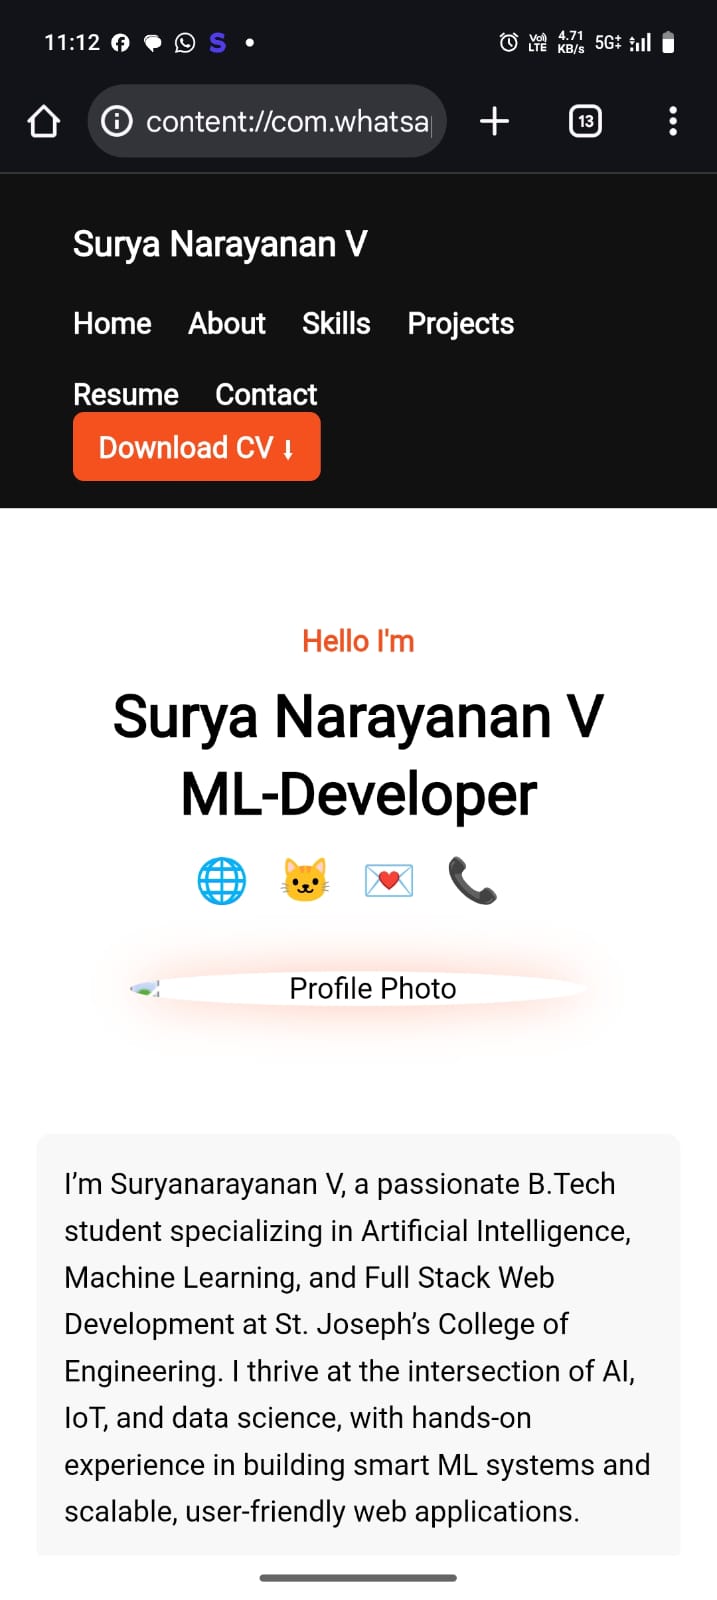 11:12
Vo) LTE 4.71 KB/s 5G
content://com.whatsa
13
Surya Narayanan V
Home About Skills Projects
Resume Contact
Download CV ⬇
Hello I'm
Surya Narayanan V
ML-Developer
Profile Photo
I’m Suryanarayanan V, a passionate B.Tech
student specializing in Artificial Intelligence,
Machine Learning, and Full Stack Web
Development at St. Joseph’s College of
Engineering. I thrive at the intersection of AI,
IoT, and data science, with hands-on
experience in building smart ML systems and
scalable, user-friendly web applications.